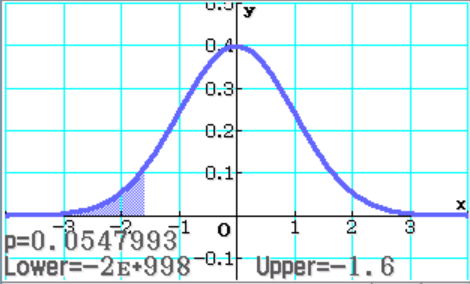 0.5 y
0.4
0.3
0.2
0.1
x
-3 -2 -1 O 1 2 3
p=0.0547993
Lower=-2E+998 -0.1 Upper=-1.6